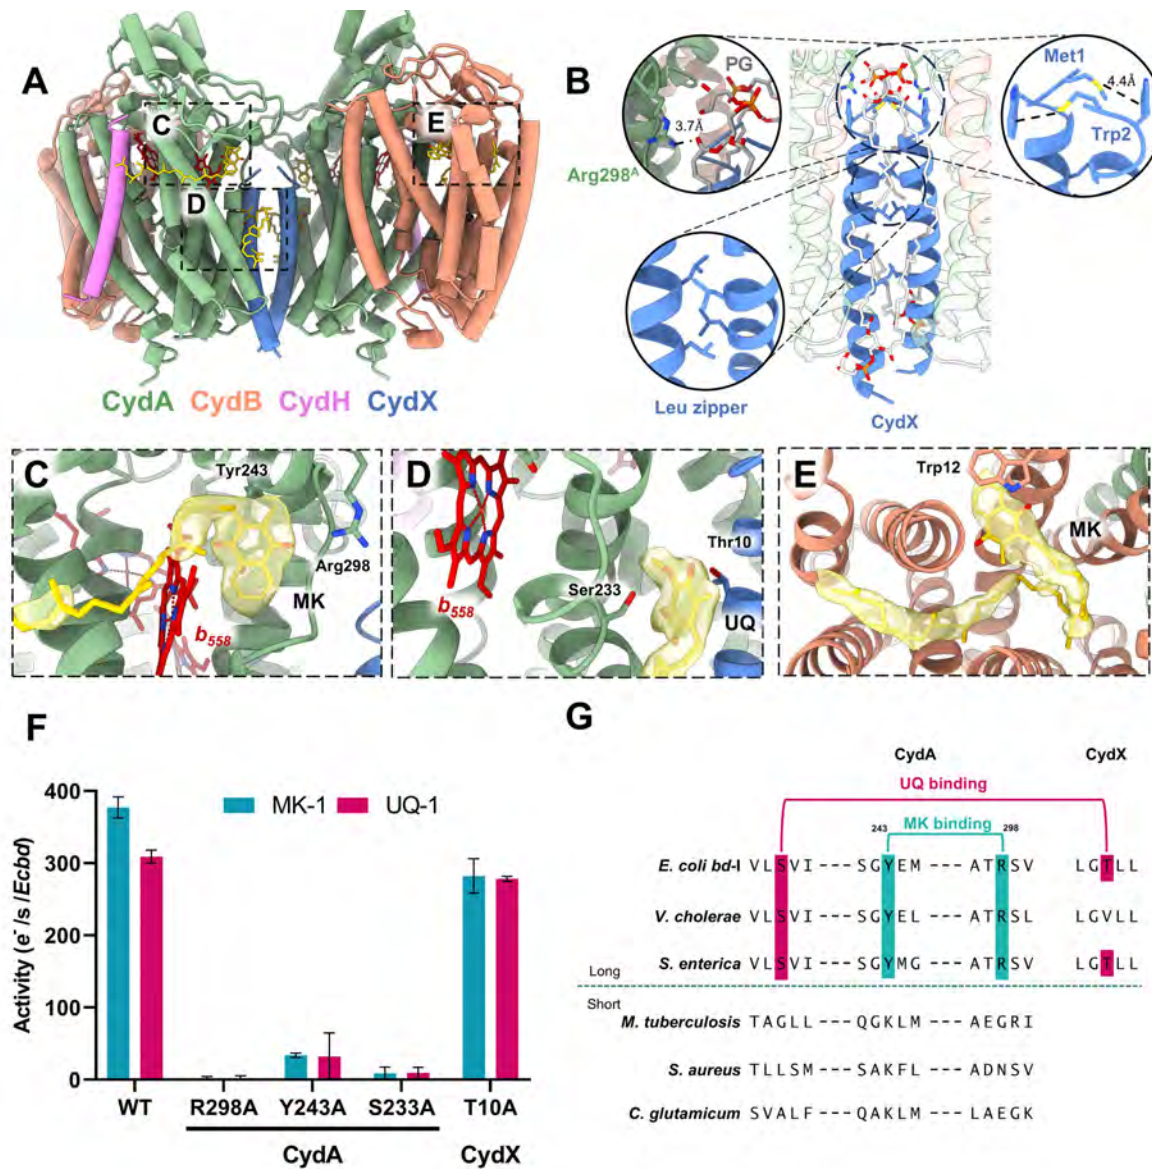 A
C
E
D
CydA CydB CydH CydX
B
PG
3.7Å
Arg298ᴬ
Met1
4.4Å
Trp2
Leu zipper
CydX
C
Tyr243
Arg298
MK
b₅₅₈
D
Thr10
Ser233
b₅₅₈
UQ
E
Trp12
MK
F
Activity (e⁻/s /Ecbd)
400
300
200
100
0
MK-1 UQ-1
WT R298A Y243A S233A T10A
CydA CydX
G
CydA CydX
UQ binding
243 MK binding 298
E. coli bd-I VLSVI --- SGYEM --- ATRSV LGTLL
V. cholerae VLSVI --- SGYEL --- ATRSL LGVLL
S. enterica VLSVI --- SGYMG --- ATRSV LGTLL
Long
Short
M. tuberculosis TAGLL --- QGKLM --- AEGRI
S. aureus TLLSM --- SAKFL --- ADNSV
C. glutamicum SVALF --- QAKLM --- LAEGK